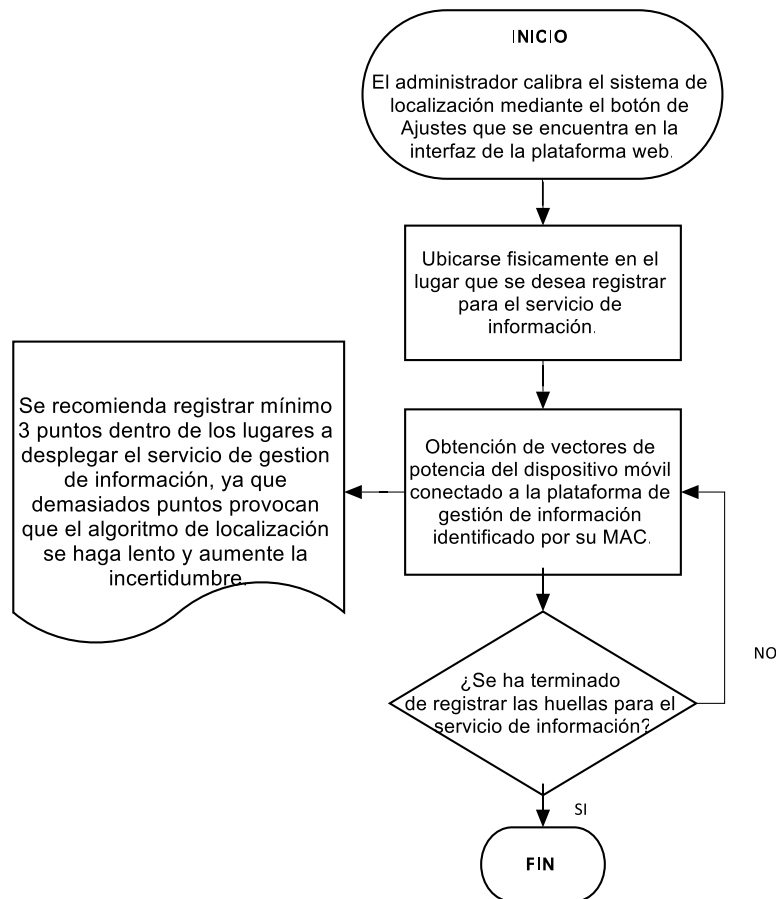 INICIO
El administrador calibra el sistema de
localización mediante el botón de
Ajustes que se encuentra en la
interfaz de la plataforma web.
Ubicarse fisicamente en el
lugar que se desea registrar
para el servicio de
información.
Se recomienda registrar mínimo
3 puntos dentro de los lugares a
desplegar el servicio de gestion
de información, ya que
demasiados puntos provocan
que el algoritmo de localización
se haga lento y aumente la
incertidumbre.
Obtención de vectores de
potencia del dispositivo móvil
conectado a la plataforma de
gestión de información
identificado por su MAC.
NO
¿Se ha terminado
de registrar las huellas para el
servicio de información?
SI
FIN